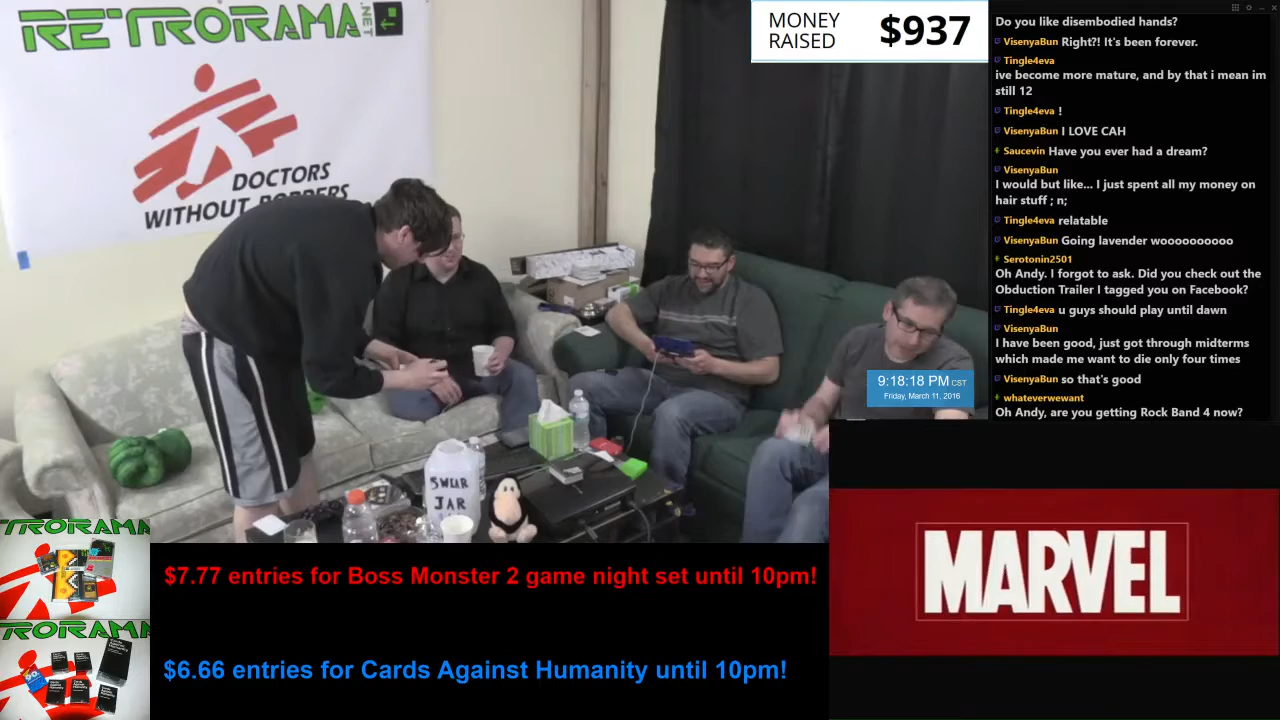 RETRORAMA
.NET
DOCTORS
WITHOUT BORDERS
MONEY
RAISED
$937
Do you like disembodied hands?
VisenyaBun Right?! It's been forever.
Tingle4eva
ive become more mature, and by that i mean im
still 12
Tingle4eva !
VisenyaBun I LOVE CAH
Saucevin Have you ever had a dream?
VisenyaBun
I would but like... I just spent all my money on
hair stuff ; n;
Tingle4eva relatable
VisenyaBun Going lavender woooooooooo
Serotonin2501
Oh Andy. I forgot to ask. Did you check out the
Obduction Trailer I tagged you on Facebook?
Tingle4eva u guys should play until dawn
VisenyaBun
I have been good, just got through midterms
which made me want to die only four times
VisenyaBun so that's good
whateverwewant
Oh Andy, are you getting Rock Band 4 now?
9:18:18 PM CST
Friday, March 11, 2016
SWEAR
JAR
MARVEL
TRORAMA
$7.77 entries for Boss Monster 2 game night set until 10pm!
TRORAMA
$6.66 entries for Cards Against Humanity until 10pm!